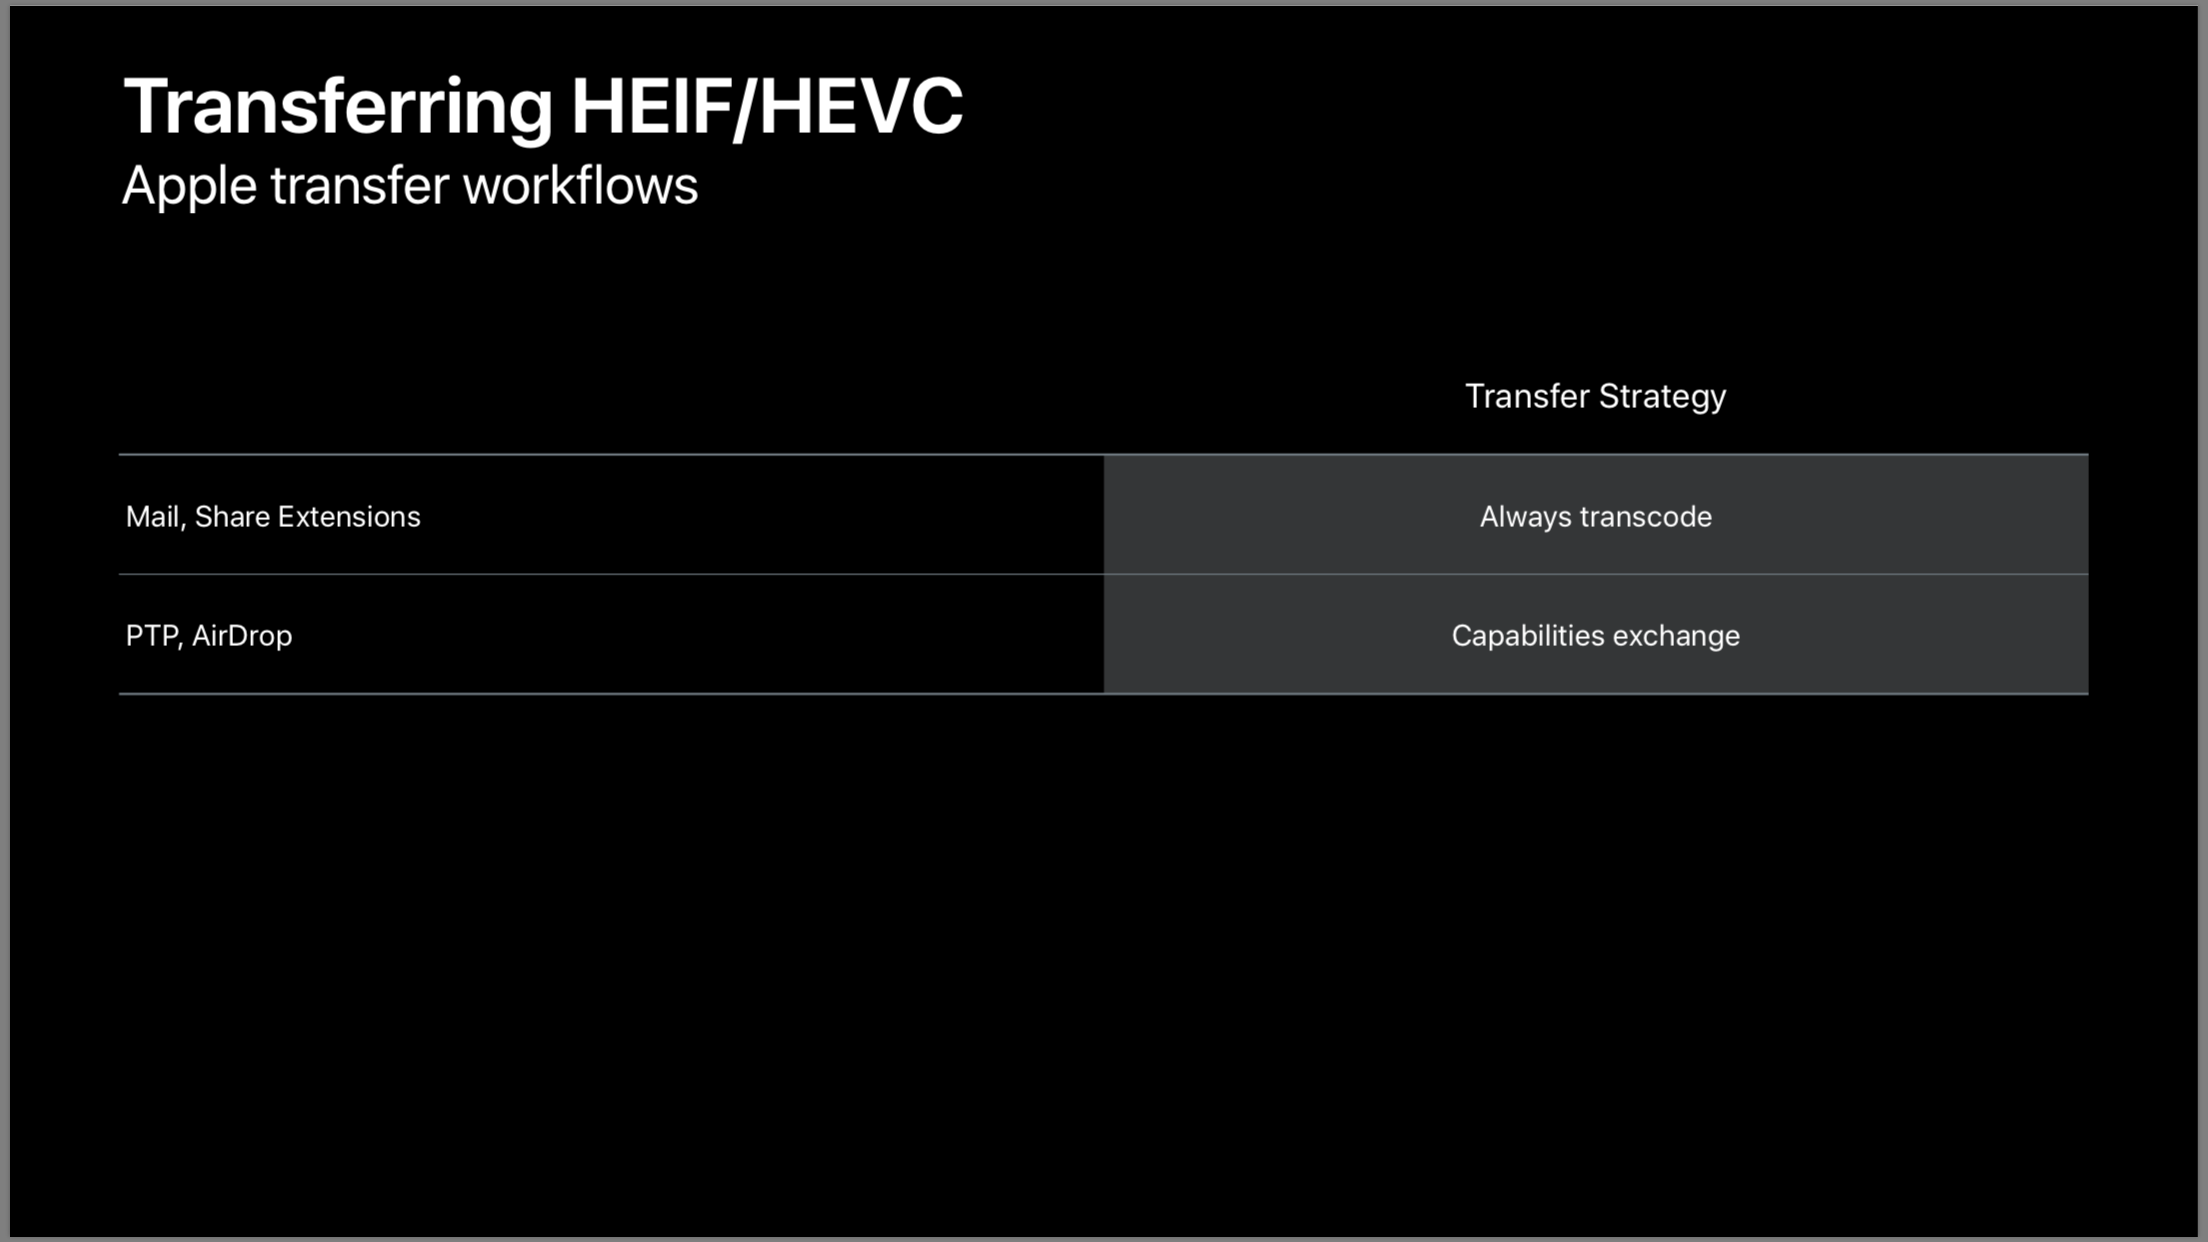 Transferring HEIF/HEVC
Apple transfer workflows
Transfer Strategy
Mail, Share Extensions
Always transcode
PTP, AirDrop
Capabilities exchange